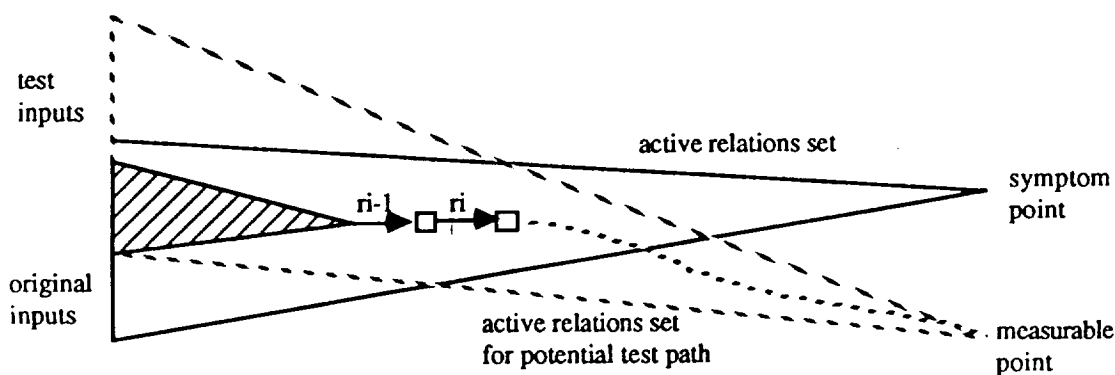 test
inputs
active relations set
symptom
point
ri-1
ri
original
inputs
active relations set
for potential test path
measurable
point